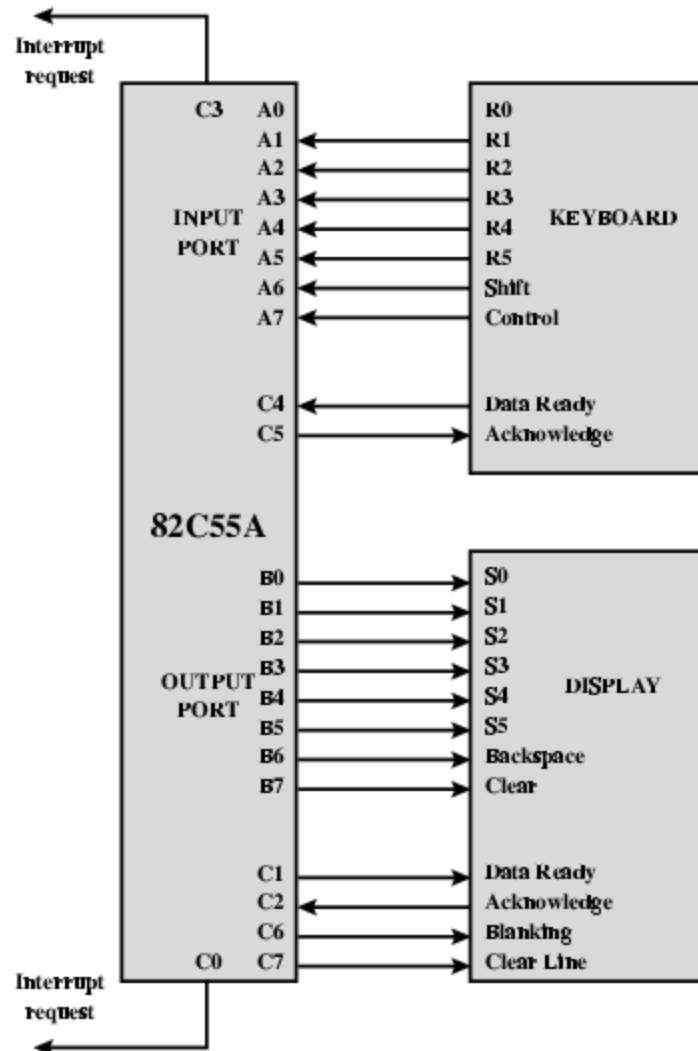 Interrupt
request
C3
INPUT
PORT
A0
A1
A2
A3
A4
A5
A6
A7
C4
C5
R0
R1
R2
R3
R4
R5
Shift
Control
Data Ready
Acknowledge
KEYBOARD
82C55A
OUTPUT
PORT
B0
B1
B2
B3
B4
B5
B6
B7
C1
C2
C6
C7
C0
S0
S1
S2
S3
S4
S5
Backspace
Clear
Data Ready
Acknowledge
Blanking
Clear Line
DISPLAY
Interrupt
request